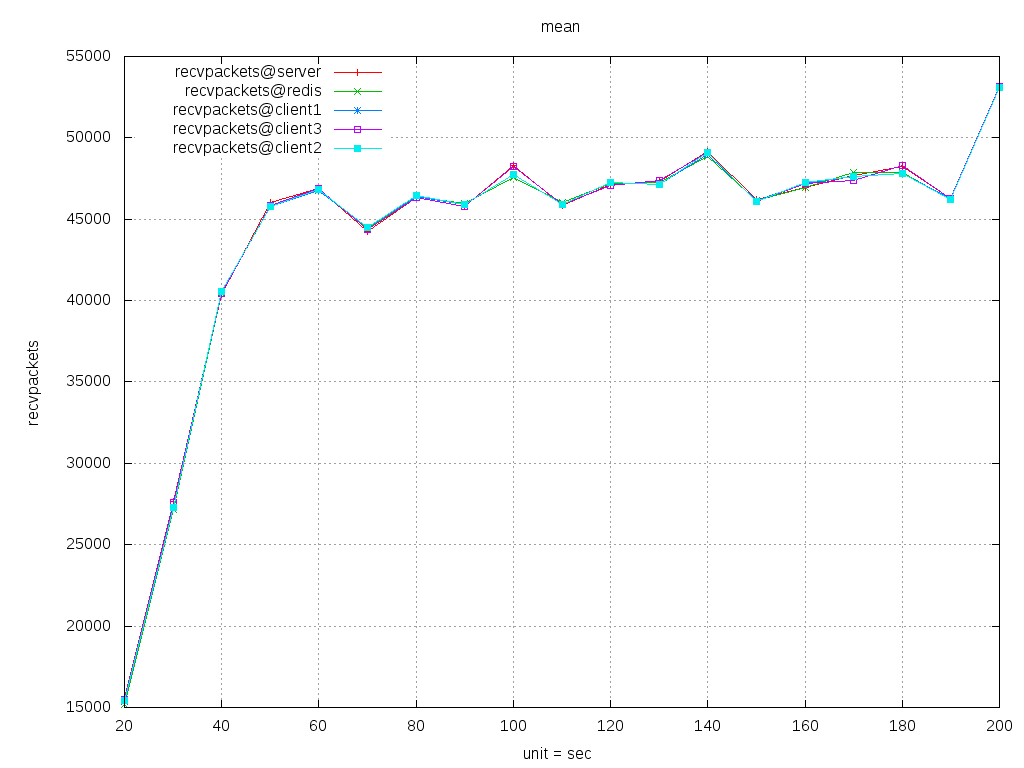 mean
55000
50000
45000
40000
35000
30000
25000
20000
15000
recvpackets@server
recvpackets@redis
recvpackets@client1
recvpackets@client3
recvpackets@client2
recvpackets
20 40 60 80 100 120 140 160 180 200
unit = sec